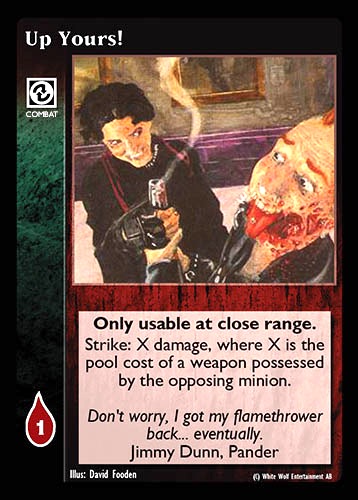 Up Yours!
COMBAT
Only usable at close range.
Strike: X damage, where X is the
pool cost of a weapon possessed
by the opposing minion.
Don't worry, I got my flamethrower
back... eventually.
Jimmy Dunn, Pander
1
Illus: David Fooden
(C) White Wolf Entertainment AB